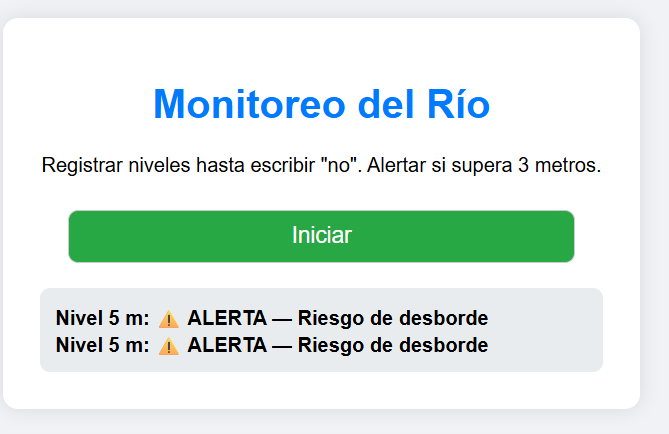 Monitoreo del Río
Registrar niveles hasta escribir "no". Alertar si supera 3 metros.
Iniciar
Nivel 5 m: ⚠️ ALERTA — Riesgo de desborde
Nivel 5 m: ⚠️ ALERTA — Riesgo de desborde